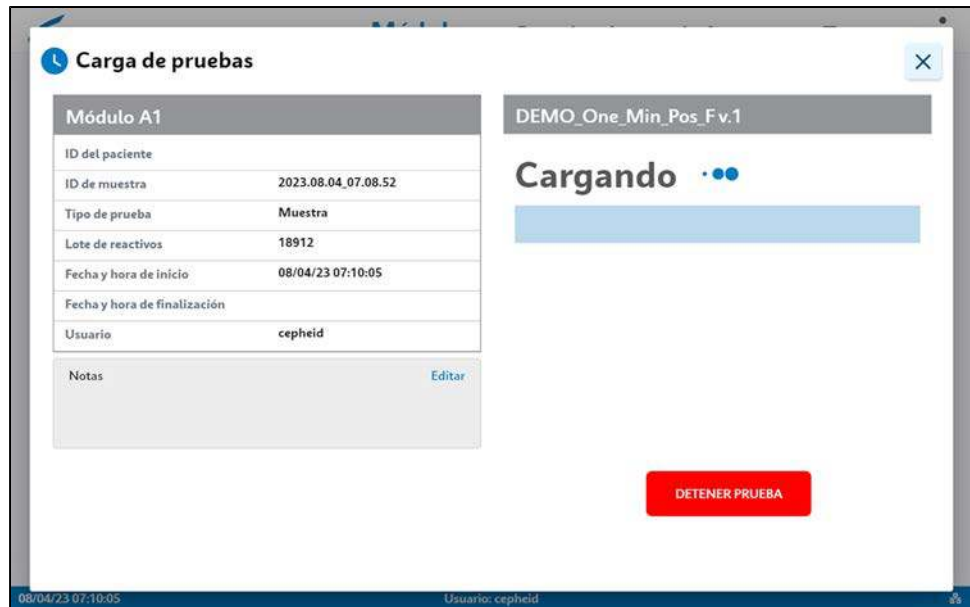 Carga de pruebas
Módulo A1
ID del paciente
ID de muestra 2023.08.04_07.08.52
Tipo de prueba Muestra
Lote de reactivos 18912
Fecha y hora de inicio 08/04/23 07:10:05
Fecha y hora de finalización
Usuario cepheid
Notas Editar
DEMO_One_Min_Pos_F v.1
Cargando
DETENER PRUEBA
08/04/23 07:10:05 Usuario: cepheid